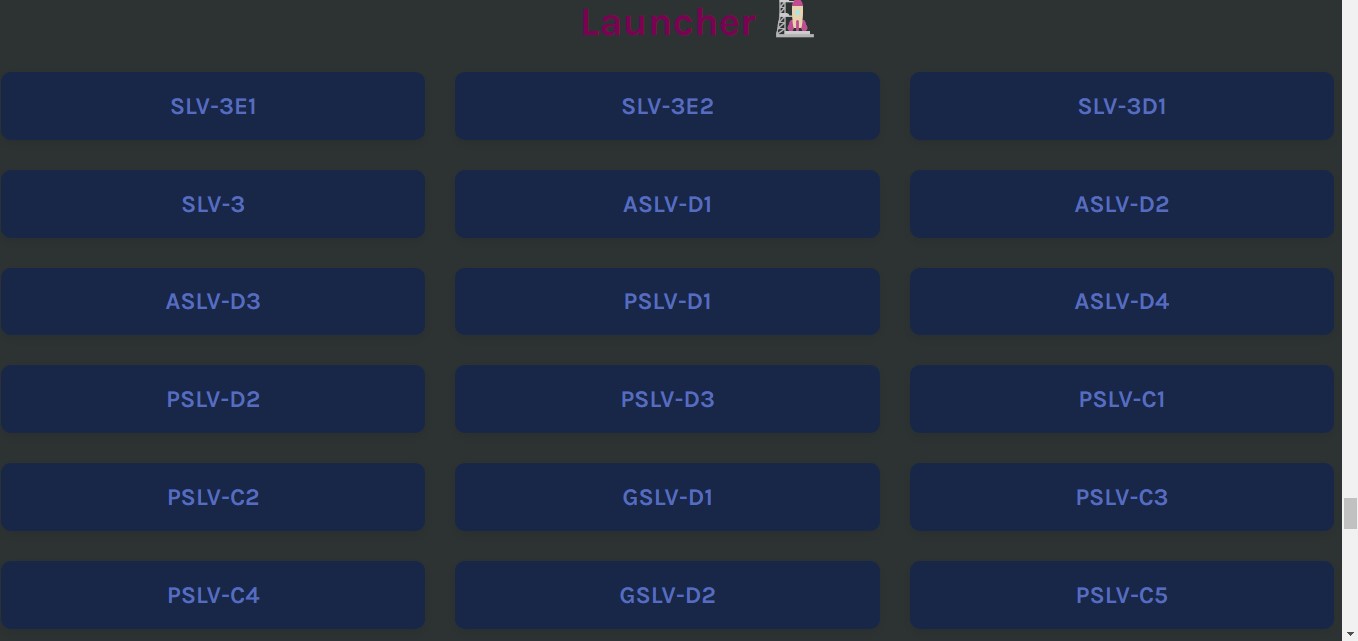 Launcher
SLV-3E1
SLV-3E2
SLV-3D1
SLV-3
ASLV-D1
ASLV-D2
ASLV-D3
PSLV-D1
ASLV-D4
PSLV-D2
PSLV-D3
PSLV-C1
PSLV-C2
GSLV-D1
PSLV-C3
PSLV-C4
GSLV-D2
PSLV-C5